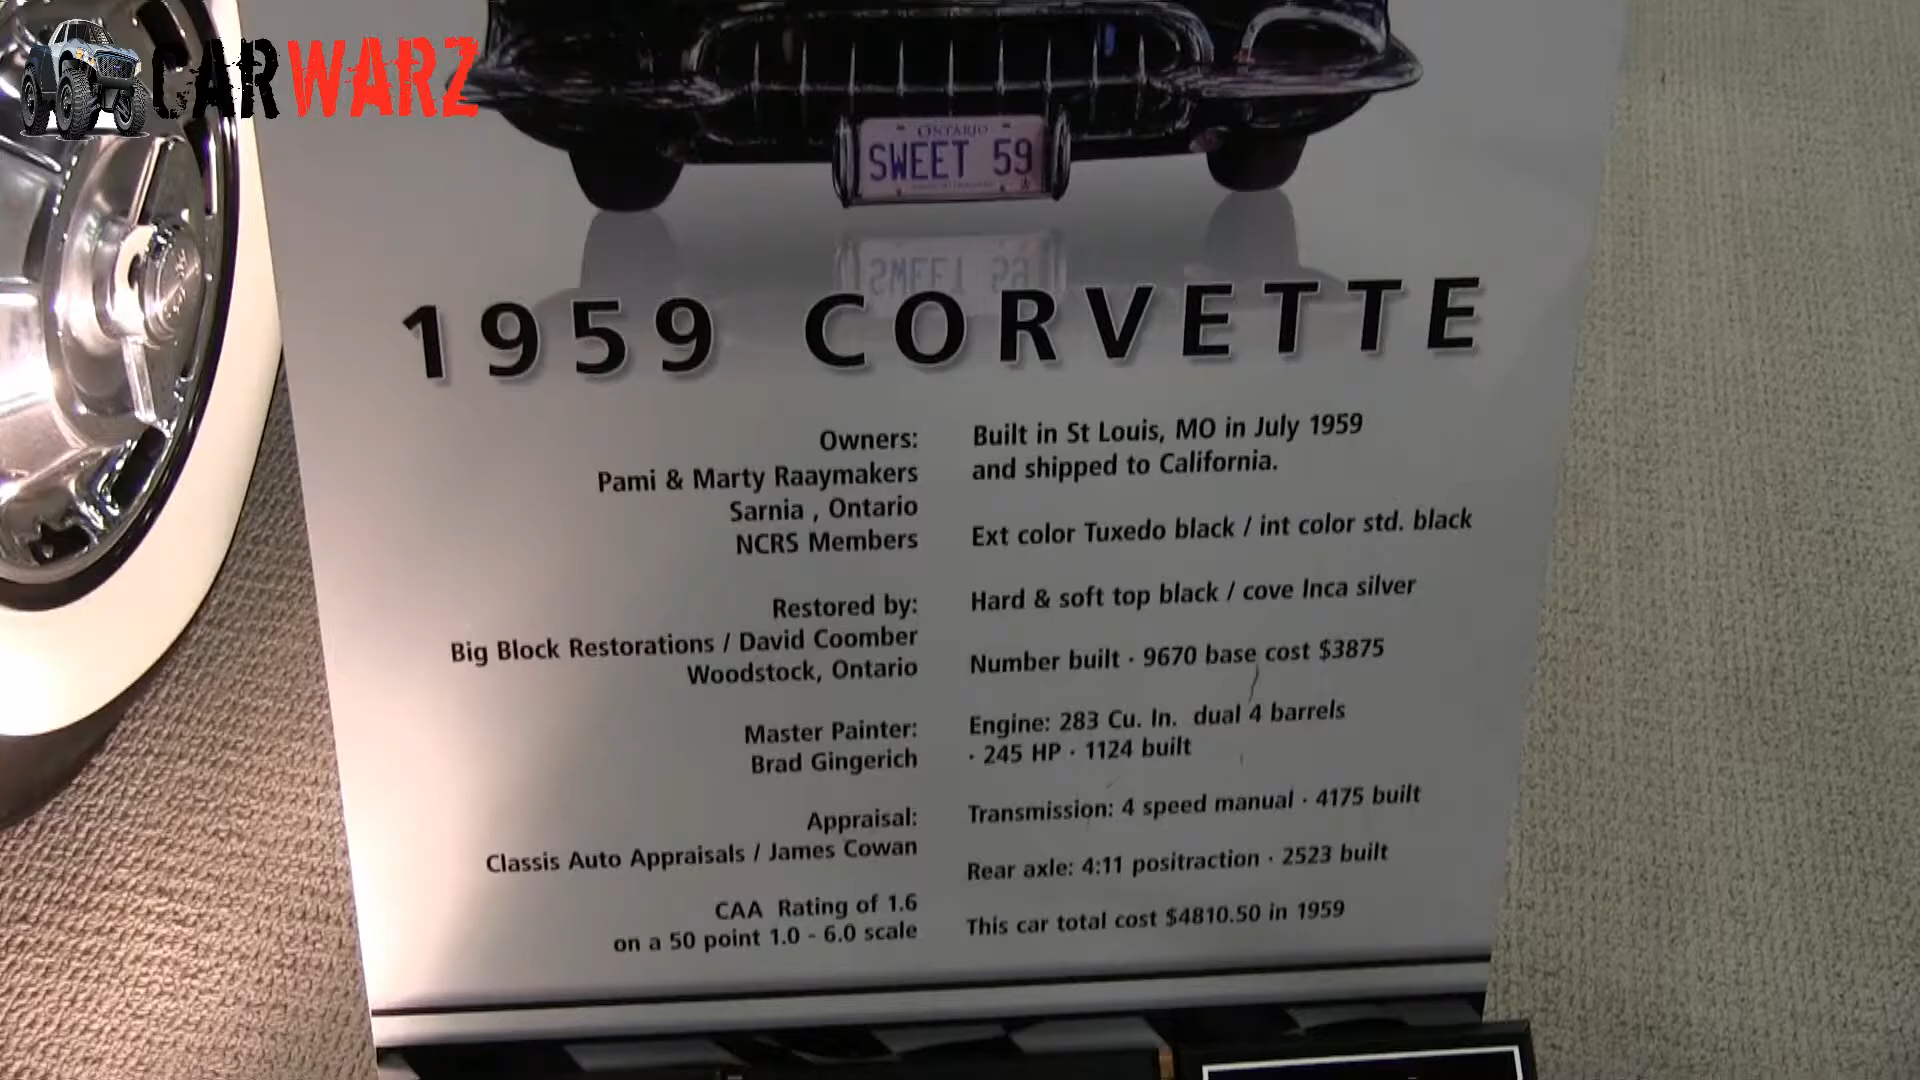 CARWARZ
ONTARIO
SWEET 59
1959 CORVETTE
Owners:
Pami & Marty Raaymakers
Sarnia , Ontario
NCRS Members
Restored by:
Big Block Restorations / David Coomber
Woodstock, Ontario
Master Painter:
Brad Gingerich
Appraisal:
Classis Auto Appraisals / James Cowan
CAA Rating of 1.6
on a 50 point 1.0 - 6.0 scale
Built in St Louis, MO in July 1959
and shipped to California.
Ext color Tuxedo black / int color std. black
Hard & soft top black / cove Inca silver
Number built · 9670 base cost $3875
Engine: 283 Cu. In. dual 4 barrels
· 245 HP · 1124 built
Transmission: 4 speed manual · 4175 built
Rear axle: 4:11 positraction · 2523 built
This car total cost $4810.50 in 1959